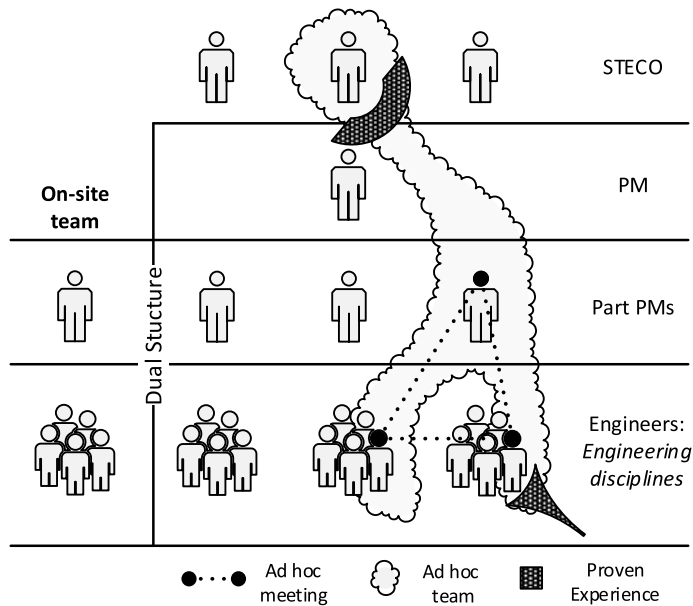 STECO
PM
On-site
team
Part PMs
Dual Stucture
Engineers:
Engineering
disciplines
Ad hoc
meeting
Ad hoc
team
Proven
Experience